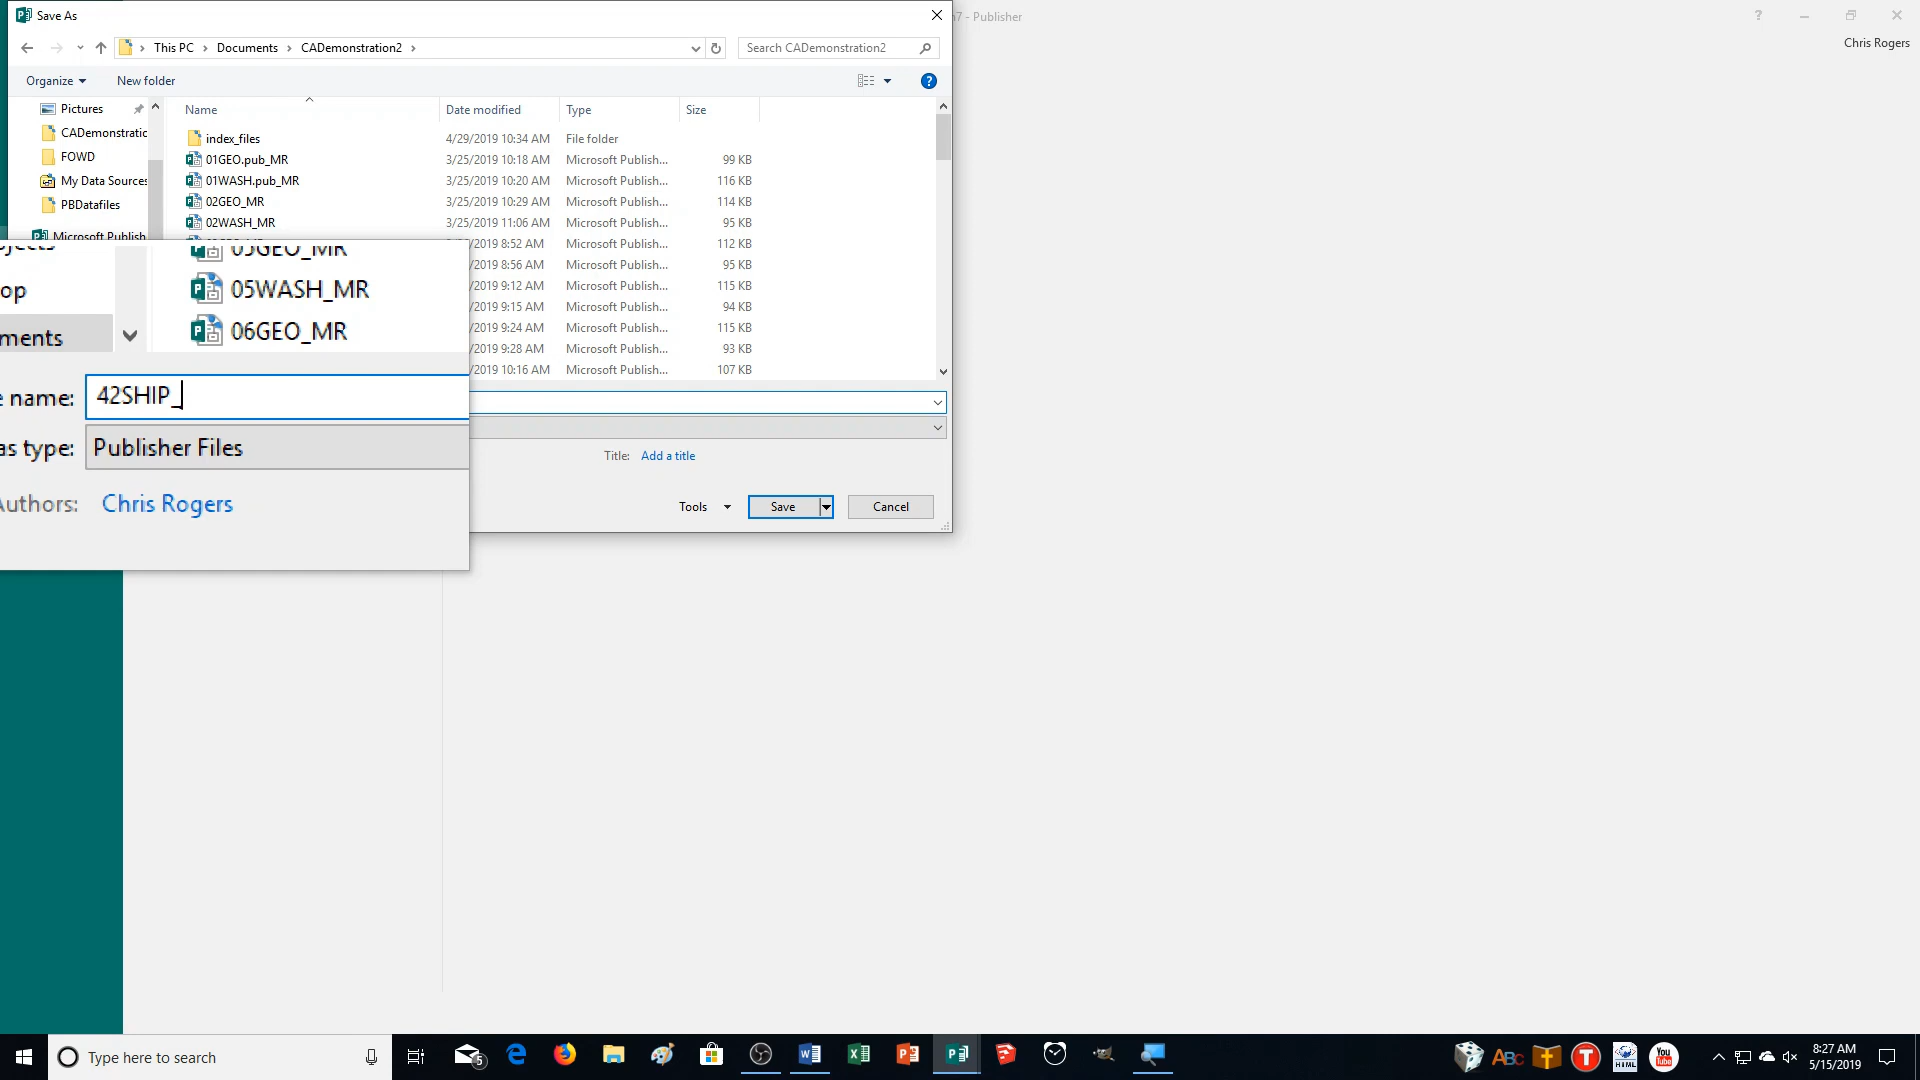 Save As
n7 - Publisher
Chris Rogers
This PC > Documents > CADemonstration2 >
Search CADemonstration2
Organize
New folder
Pictures
CADemonstratic
FOWD
My Data Sources
PBDatafiles
Microsoft Publish
Name Date modified Type Size
index_files 4/29/2019 10:34 AM File folder
01GEO.pub_MR 3/25/2019 10:18 AM Microsoft Publish... 99 KB
01WASH.pub_MR 3/25/2019 10:20 AM Microsoft Publish... 116 KB
02GEO_MR 3/25/2019 10:29 AM Microsoft Publish... 114 KB
02WASH_MR 3/25/2019 11:06 AM Microsoft Publish... 95 KB
/2019 8:52 AM Microsoft Publish... 112 KB
/2019 8:56 AM Microsoft Publish... 95 KB
/2019 9:12 AM Microsoft Publish... 115 KB
/2019 9:15 AM Microsoft Publish... 94 KB
/2019 9:24 AM Microsoft Publish... 115 KB
/2019 9:28 AM Microsoft Publish... 93 KB
/2019 10:16 AM Microsoft Publish... 107 KB
op
ments
05GEO_MR
05WASH_MR
06GEO_MR
e name: 42SHIP_
as type: Publisher Files
Authors: Chris Rogers
Title: Add a title
Tools
Save
Cancel
Type here to search
5
ABC
HTML
You Tube
8:27 AM
5/15/2019